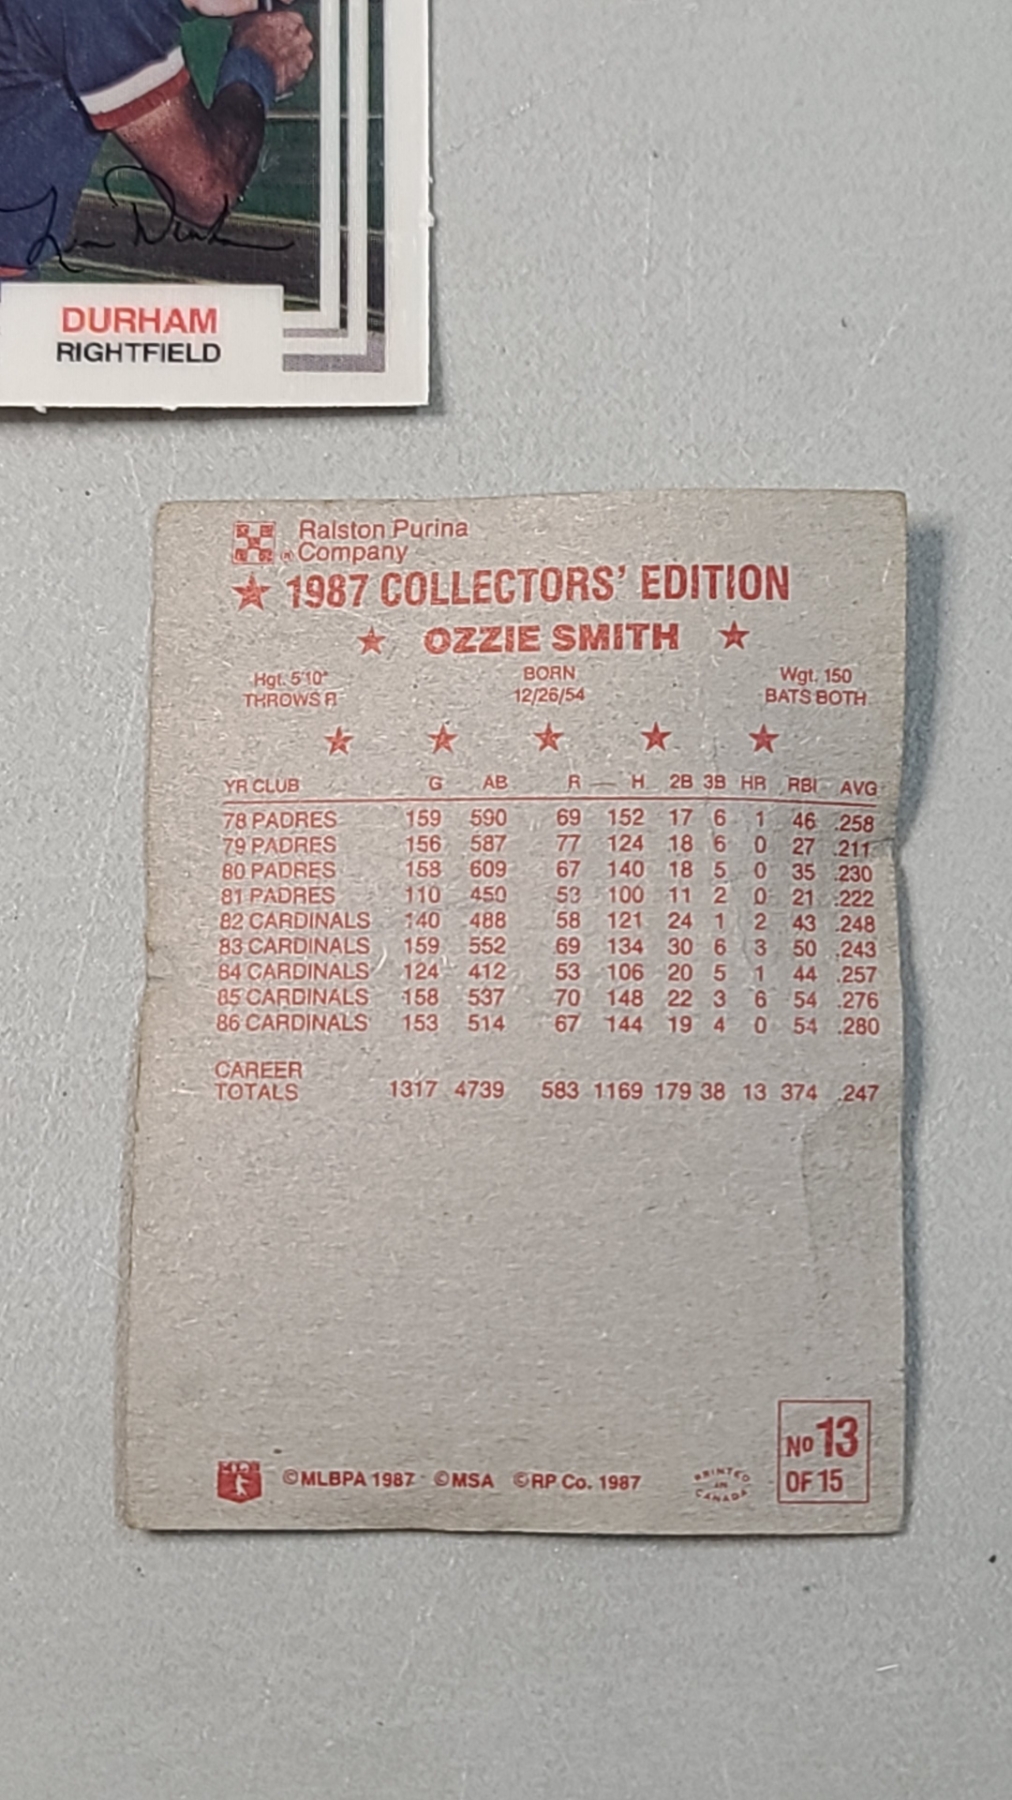 Leon Durham
DURHAM
RIGHTFIELD
Ralston Purina
® Company
★ 1987 COLLECTORS' EDITION
★ OZZIE SMITH ★
Hgt. 5'10" BORN Wgt. 150
THROWS R 12/26/54 BATS BOTH
★ ★ ★ ★ ★
YR CLUB G AB R H 2B 3B HR RBI AVG
78 PADRES 159 590 69 152 17 6 1 46 .258
79 PADRES 156 587 77 124 18 6 0 27 .211
80 PADRES 158 609 67 140 18 5 0 35 .230
81 PADRES 110 450 53 100 11 2 0 21 .222
82 CARDINALS 140 488 58 121 24 1 2 43 .248
83 CARDINALS 159 552 69 134 30 6 3 50 .243
84 CARDINALS 124 412 53 106 20 5 1 44 .257
85 CARDINALS 158 537 70 148 22 3 6 54 .276
86 CARDINALS 153 514 67 144 19 4 0 54 .280
CAREER
TOTALS 1317 4739 583 1169 179 38 13 374 .247
No 13
OF 15
MLB ©MLBPA 1987 ©MSA ©RP Co. 1987 PRINTED IN CANADA